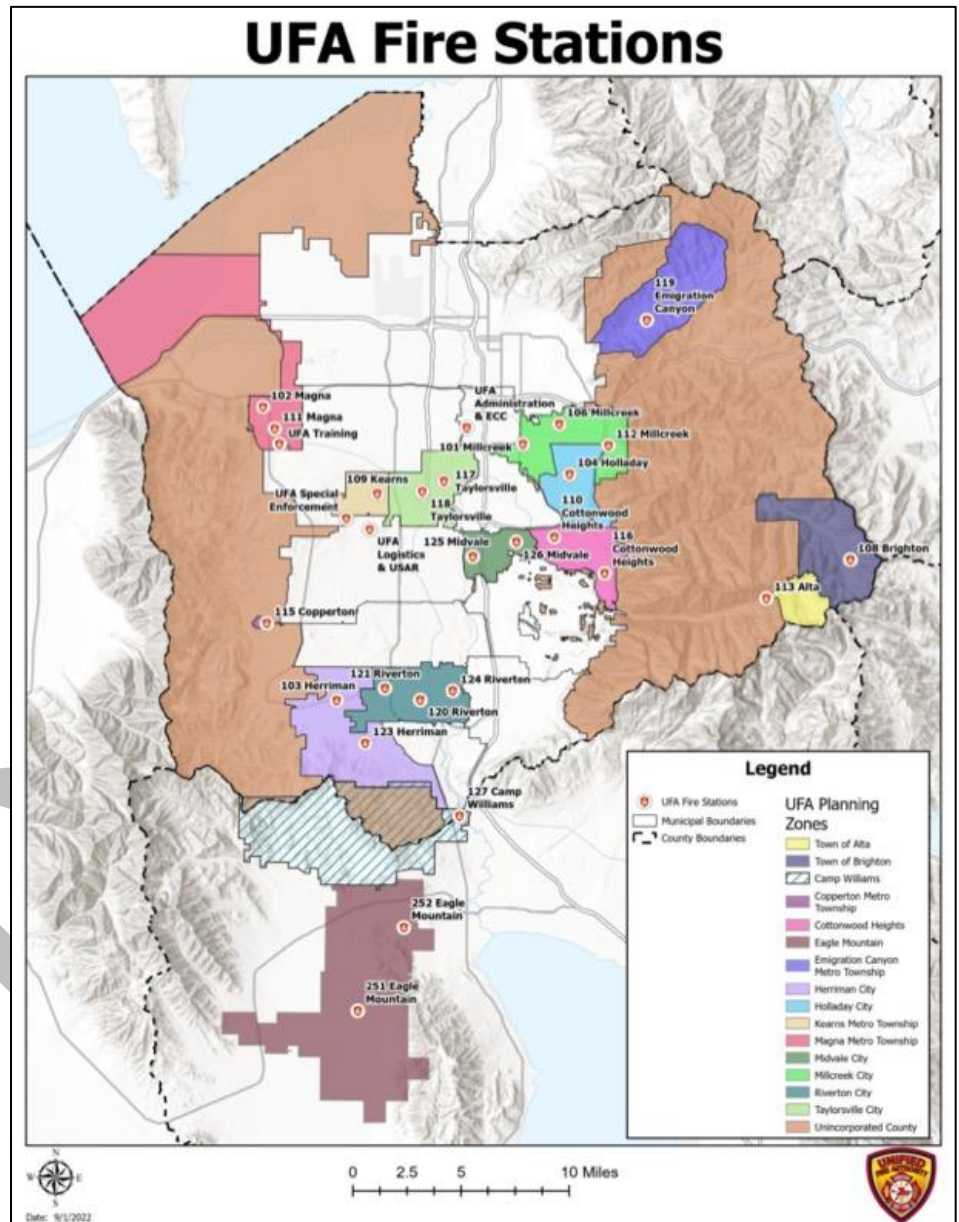 UFA Fire Stations
119
Emigration
Canyon
102 Magna
111 Magna
UFA Training
UFA
Administration
& ECC
106 Millcreek
101 Millcreek
112 Millcreek
104 Holladay
109 Kearns
117
Taylorsville
UFA Special
Enforcement
118
Taylorsville
110
Cottonwood
Heights
UFA
Logistics
& USAR
125 Midvale
126 Midvale
116
Cottonwood
Heights
108 Brighton
113 Alta
115 Copperton
121 Riverton
124 Riverton
103 Herriman
120 Riverton
123 Herriman
127 Camp
Williams
252 Eagle
Mountain
251 Eagle
Mountain
Legend
UFA Fire Stations
Municipal Boundaries
County Boundaries
UFA Planning
Zones
Town of Alta
Town of Brighton
Camp Williams
Copperton Metro
Township
Cottonwood Heights
Eagle Mountain
Emigration Canyon
Metro Township
Herriman City
Holladay City
Kearns Metro Township
Magna Metro Township
Midvale City
Millcreek City
Riverton City
Taylorsville City
Unincorporated County
N
W
E
S
0 2.5 5 10 Miles
Date: 9/1/2022
UNIFIED
FIRE AUTHORITY